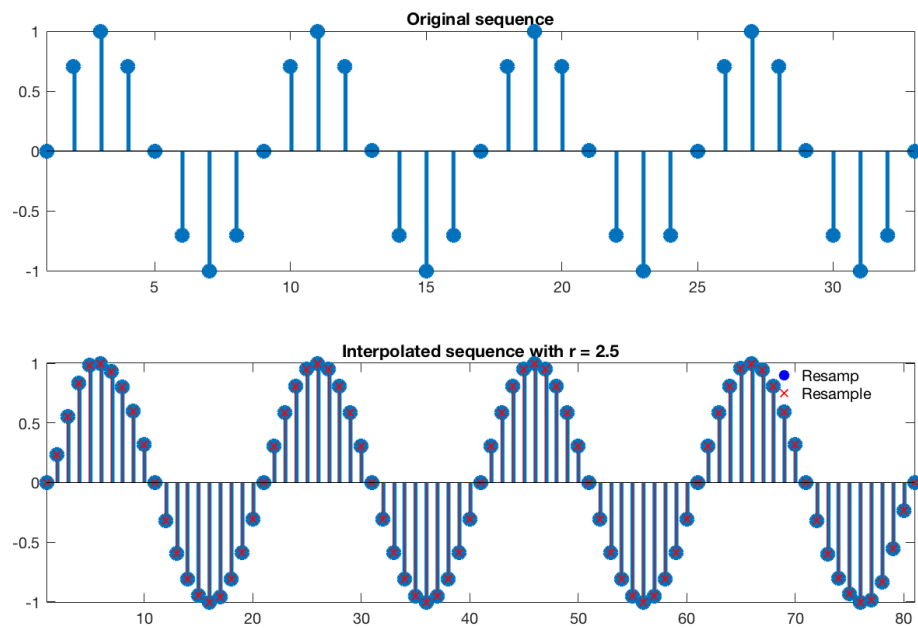 Original sequence
1
0.5
0
-0.5
-1
5 10 15 20 25 30
Interpolated sequence with r = 2.5
1
0.5
0
-0.5
-1
Resamp
Resample
10 20 30 40 50 60 70 80